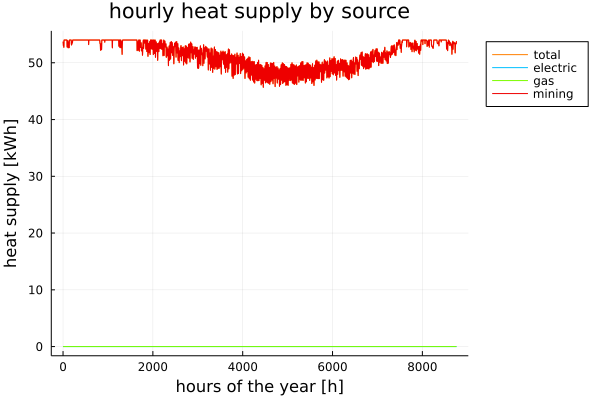 hourly heat supply by source
total
electric
gas
mining
50
40
30
20
10
0
heat supply [kWh]
0 2000 4000 6000 8000
hours of the year [h]